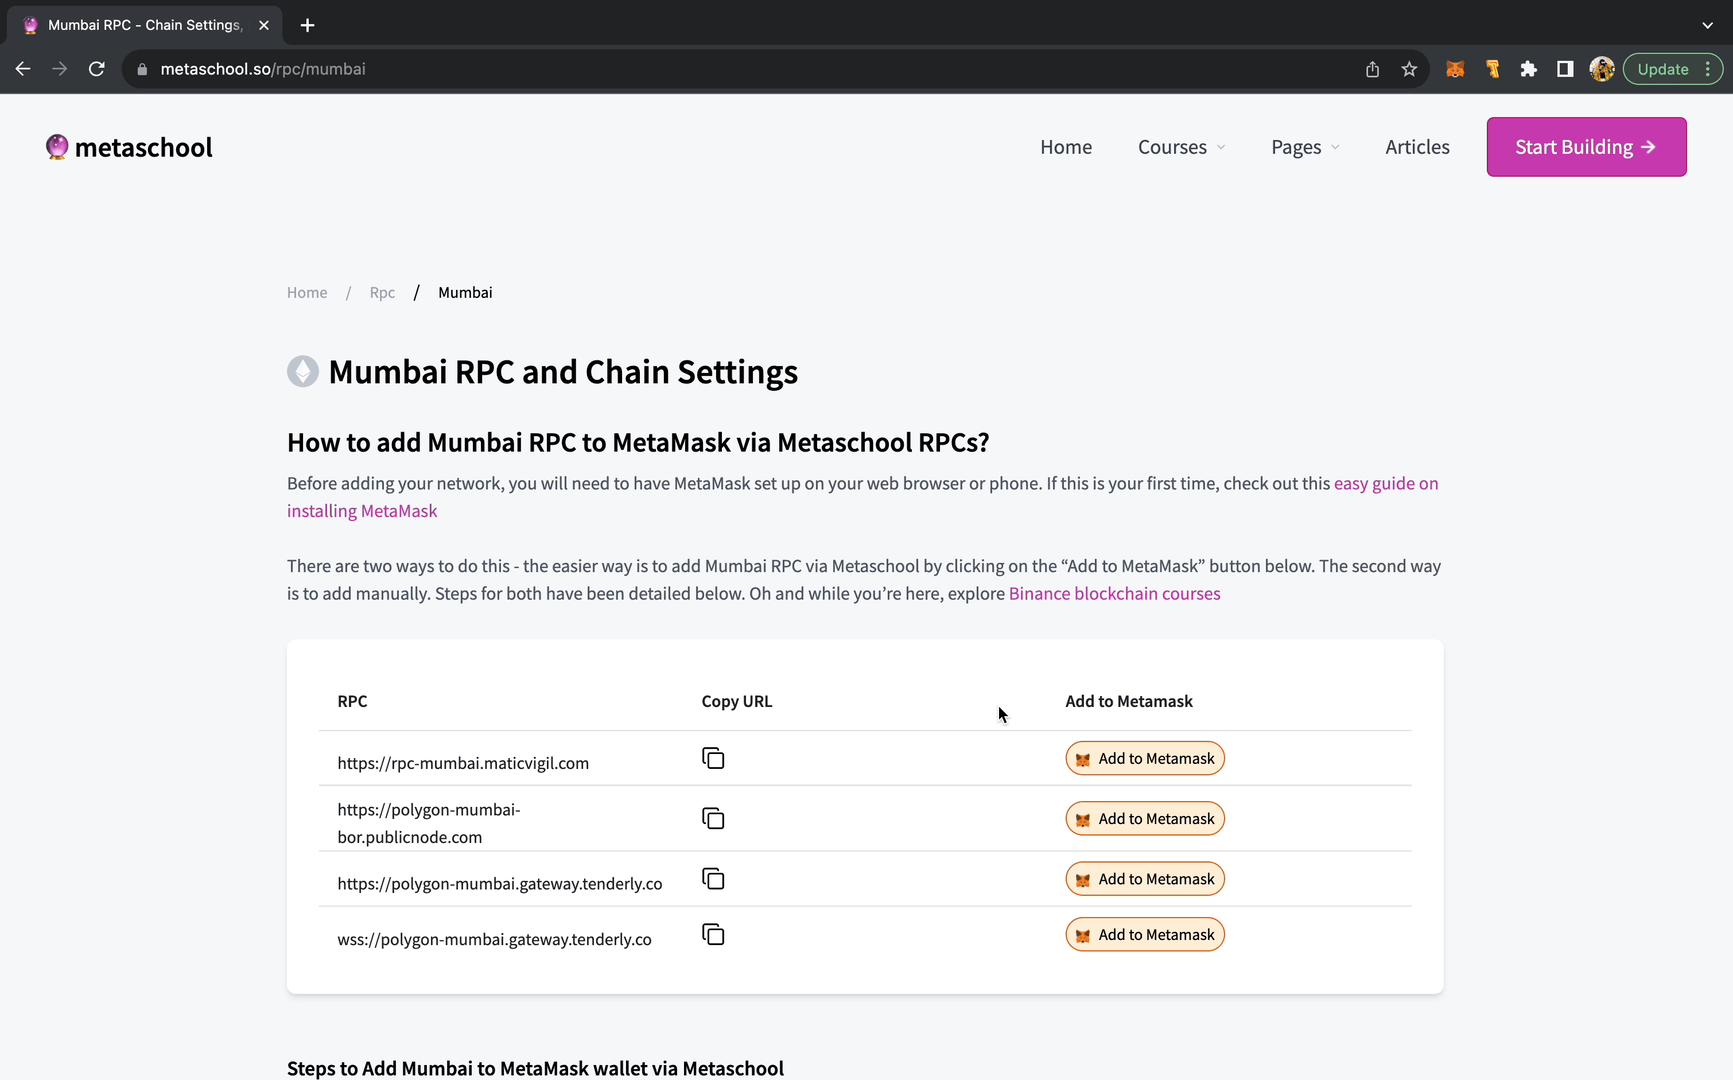 Mumbai RPC - Chain Settings,
metaschool.so/rpc/mumbai
Update
metaschool
Home
Courses
Pages
Articles
Start Building →
Home / Rpc / Mumbai
Mumbai RPC and Chain Settings
How to add Mumbai RPC to MetaMask via Metaschool RPCs?
Before adding your network, you will need to have MetaMask set up on your web browser or phone. If this is your first time, check out this easy guide on
installing MetaMask
There are two ways to do this - the easier way is to add Mumbai RPC via Metaschool by clicking on the “Add to MetaMask” button below. The second way
is to add manually. Steps for both have been detailed below. Oh and while you’re here, explore Binance blockchain courses
RPC
Copy URL
Add to Metamask
https://rpc-mumbai.maticvigil.com
Add to Metamask
https://polygon-mumbai-
bor.publicnode.com
Add to Metamask
https://polygon-mumbai.gateway.tenderly.co
Add to Metamask
wss://polygon-mumbai.gateway.tenderly.co
Add to Metamask
Steps to Add Mumbai to MetaMask wallet via Metaschool